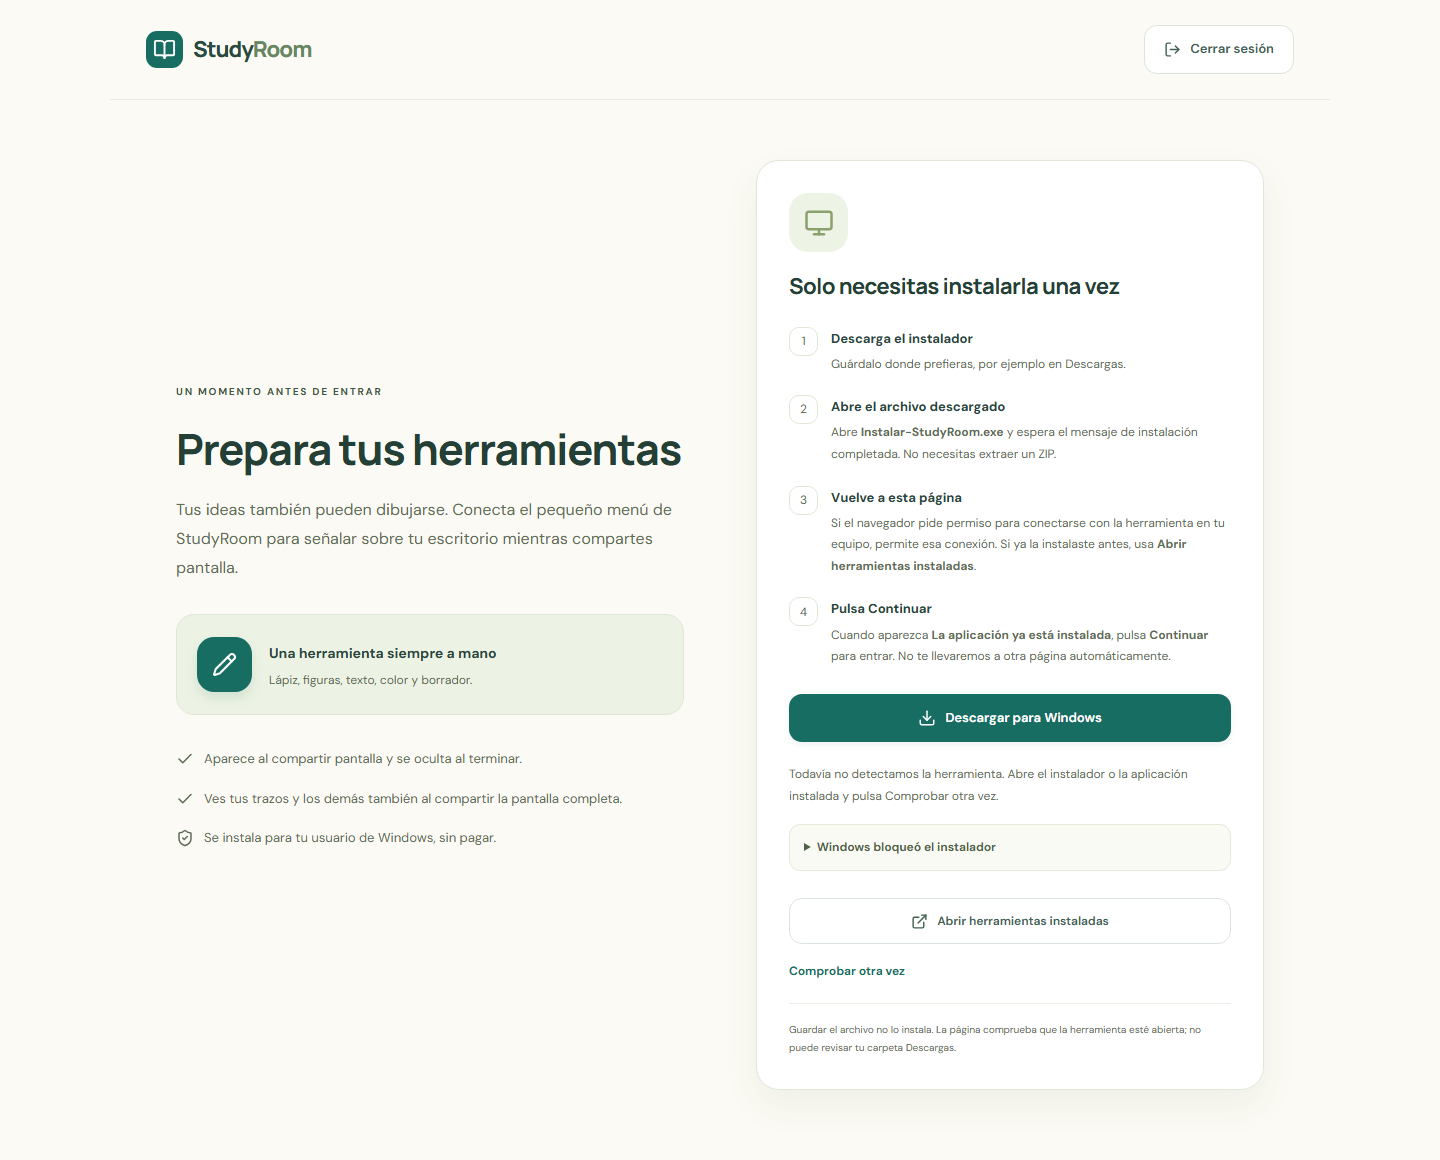 StudyRoom
Cerrar sesión
UN MOMENTO ANTES DE ENTRAR
Prepara tus herramientas
Tus ideas también pueden dibujarse. Conecta el pequeño menú de
StudyRoom para señalar sobre tu escritorio mientras compartes
pantalla.
Una herramienta siempre a mano
Lápiz, figuras, texto, color y borrador.
Aparece al compartir pantalla y se oculta al terminar.
Ves tus trazos y los demás también al compartir la pantalla completa.
Se instala para tu usuario de Windows, sin pagar.
Solo necesitas instalarla una vez
1
Descarga el instalador
Guárdalo donde prefieras, por ejemplo en Descargas.
2
Abre el archivo descargado
Abre Instalar-StudyRoom.exe y espera el mensaje de instalación
completada. No necesitas extraer un ZIP.
3
Vuelve a esta página
Si el navegador pide permiso para conectarse con la herramienta en tu
equipo, permite esa conexión. Si ya la instalaste antes, usa Abrir
herramientas instaladas.
4
Pulsa Continuar
Cuando aparezca La aplicación ya está instalada, pulsa Continuar
para entrar. No te llevaremos a otra página automáticamente.
Descargar para Windows
Todavía no detectamos la herramienta. Abre el instalador o la aplicación
instalada y pulsa Comprobar otra vez.
Windows bloqueó el instalador
Abrir herramientas instaladas
Comprobar otra vez
Guardar el archivo no lo instala. La página comprueba que la herramienta esté abierta; no
puede revisar tu carpeta Descargas.